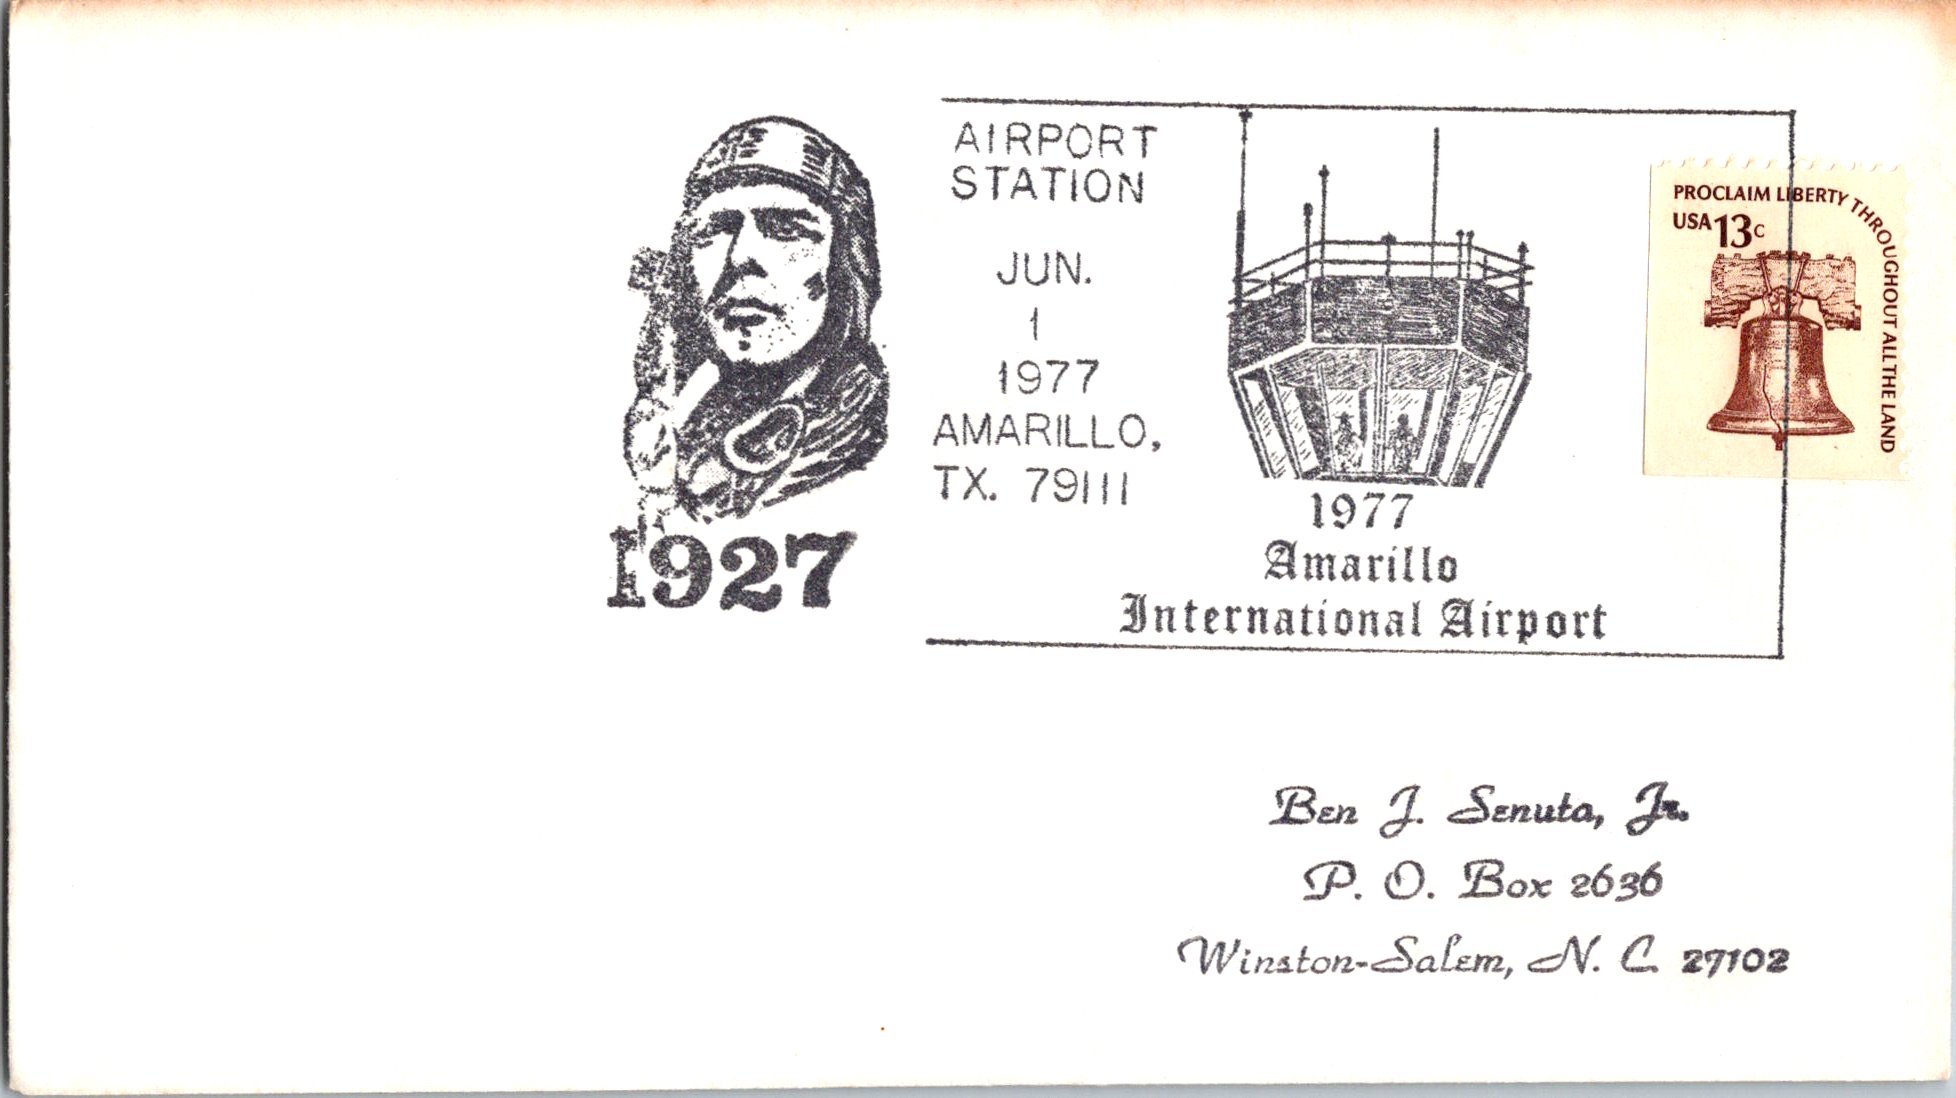 AIRPORT
STATION
JUN.
1
1977
AMARILLO,
TX. 79111
1927
1977
Amarillo
International Airport
PROCLAIM LIBERTY THROUGHOUT ALL THE LAND
USA 13c
Ben J. Senuta, Jr.
P. O. Box 2636
Winston-Salem, N. C. 27102